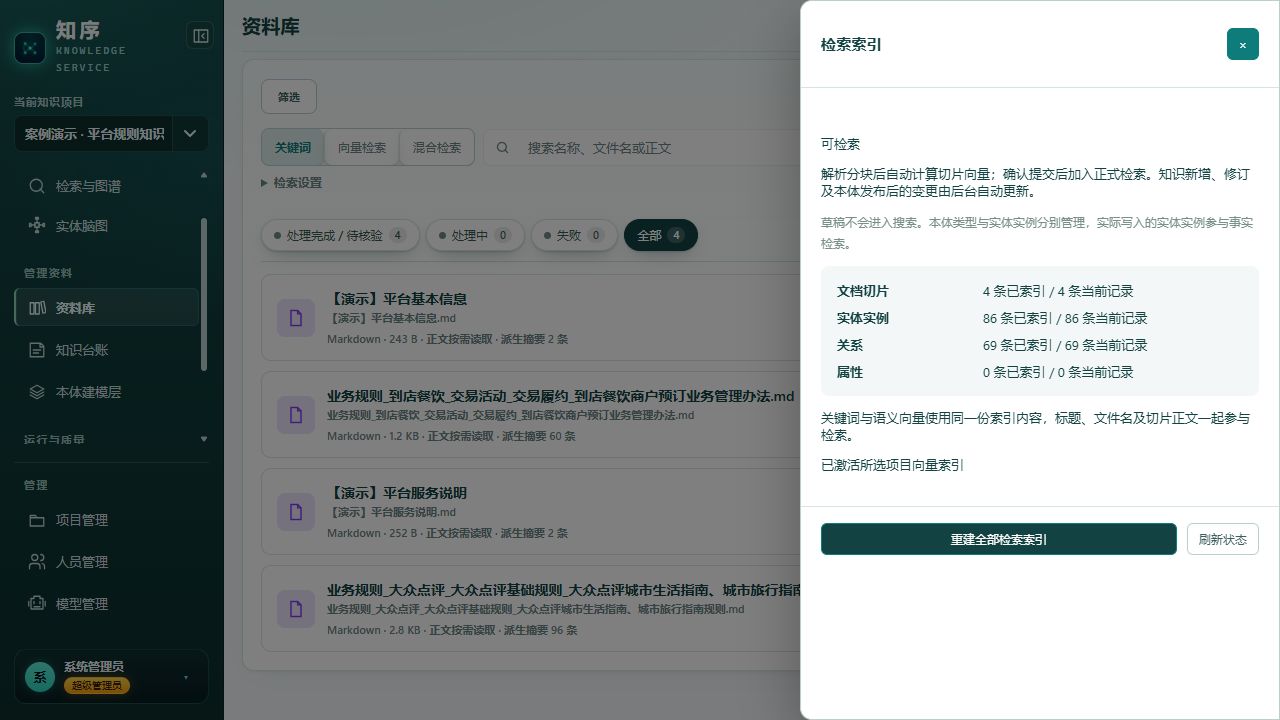 知序
KNOWLEDGE
SERVICE
当前知识项目
案例演示 · 平台规则知识
检索与图谱
实体脑图
管理资料
资料库
知识台账
本体建模层
运行与质量
管理
项目管理
人员管理
模型管理
系
系统管理员
超级管理员
资料库
筛选
关键词
向量检索
混合检索
搜索名称、文件名或正文
检索设置
处理完成 / 待核验 4
处理中 0
失败 0
全部 4
【演示】平台基本信息
【演示】平台基本信息.md
Markdown · 243 B · 正文按需读取 · 派生摘要 2 条
业务规则_到店餐饮_交易活动_交易履约_到店餐饮商户预订业务管理办法.md
业务规则_到店餐饮_交易活动_交易履约_到店餐饮商户预订业务管理办法.md
Markdown · 1.2 KB · 正文按需读取 · 派生摘要 60 条
【演示】平台服务说明
【演示】平台服务说明.md
Markdown · 252 B · 正文按需读取 · 派生摘要 2 条
业务规则_大众点评_大众点评基础规则_大众点评城市生活指南、城市旅行指南
业务规则_大众点评_大众点评基础规则_大众点评城市生活指南、城市旅行指南规则.md
Markdown · 2.8 KB · 正文按需读取 · 派生摘要 96 条
检索索引
×
可检索
解析分块后自动计算切片向量；确认提交后加入正式检索。知识新增、修订
及本体发布后的变更由后台自动更新。
草稿不会进入搜索。本体类型与实体实例分别管理，实际写入的实体实例参与事实
检索。
文档切片 4 条已索引 / 4 条当前记录
实体实例 86 条已索引 / 86 条当前记录
关系 69 条已索引 / 69 条当前记录
属性 0 条已索引 / 0 条当前记录
关键词与语义向量使用同一份索引内容，标题、文件名及切片正文一起参与
检索。
已激活所选项目向量索引
重建全部检索索引
刷新状态